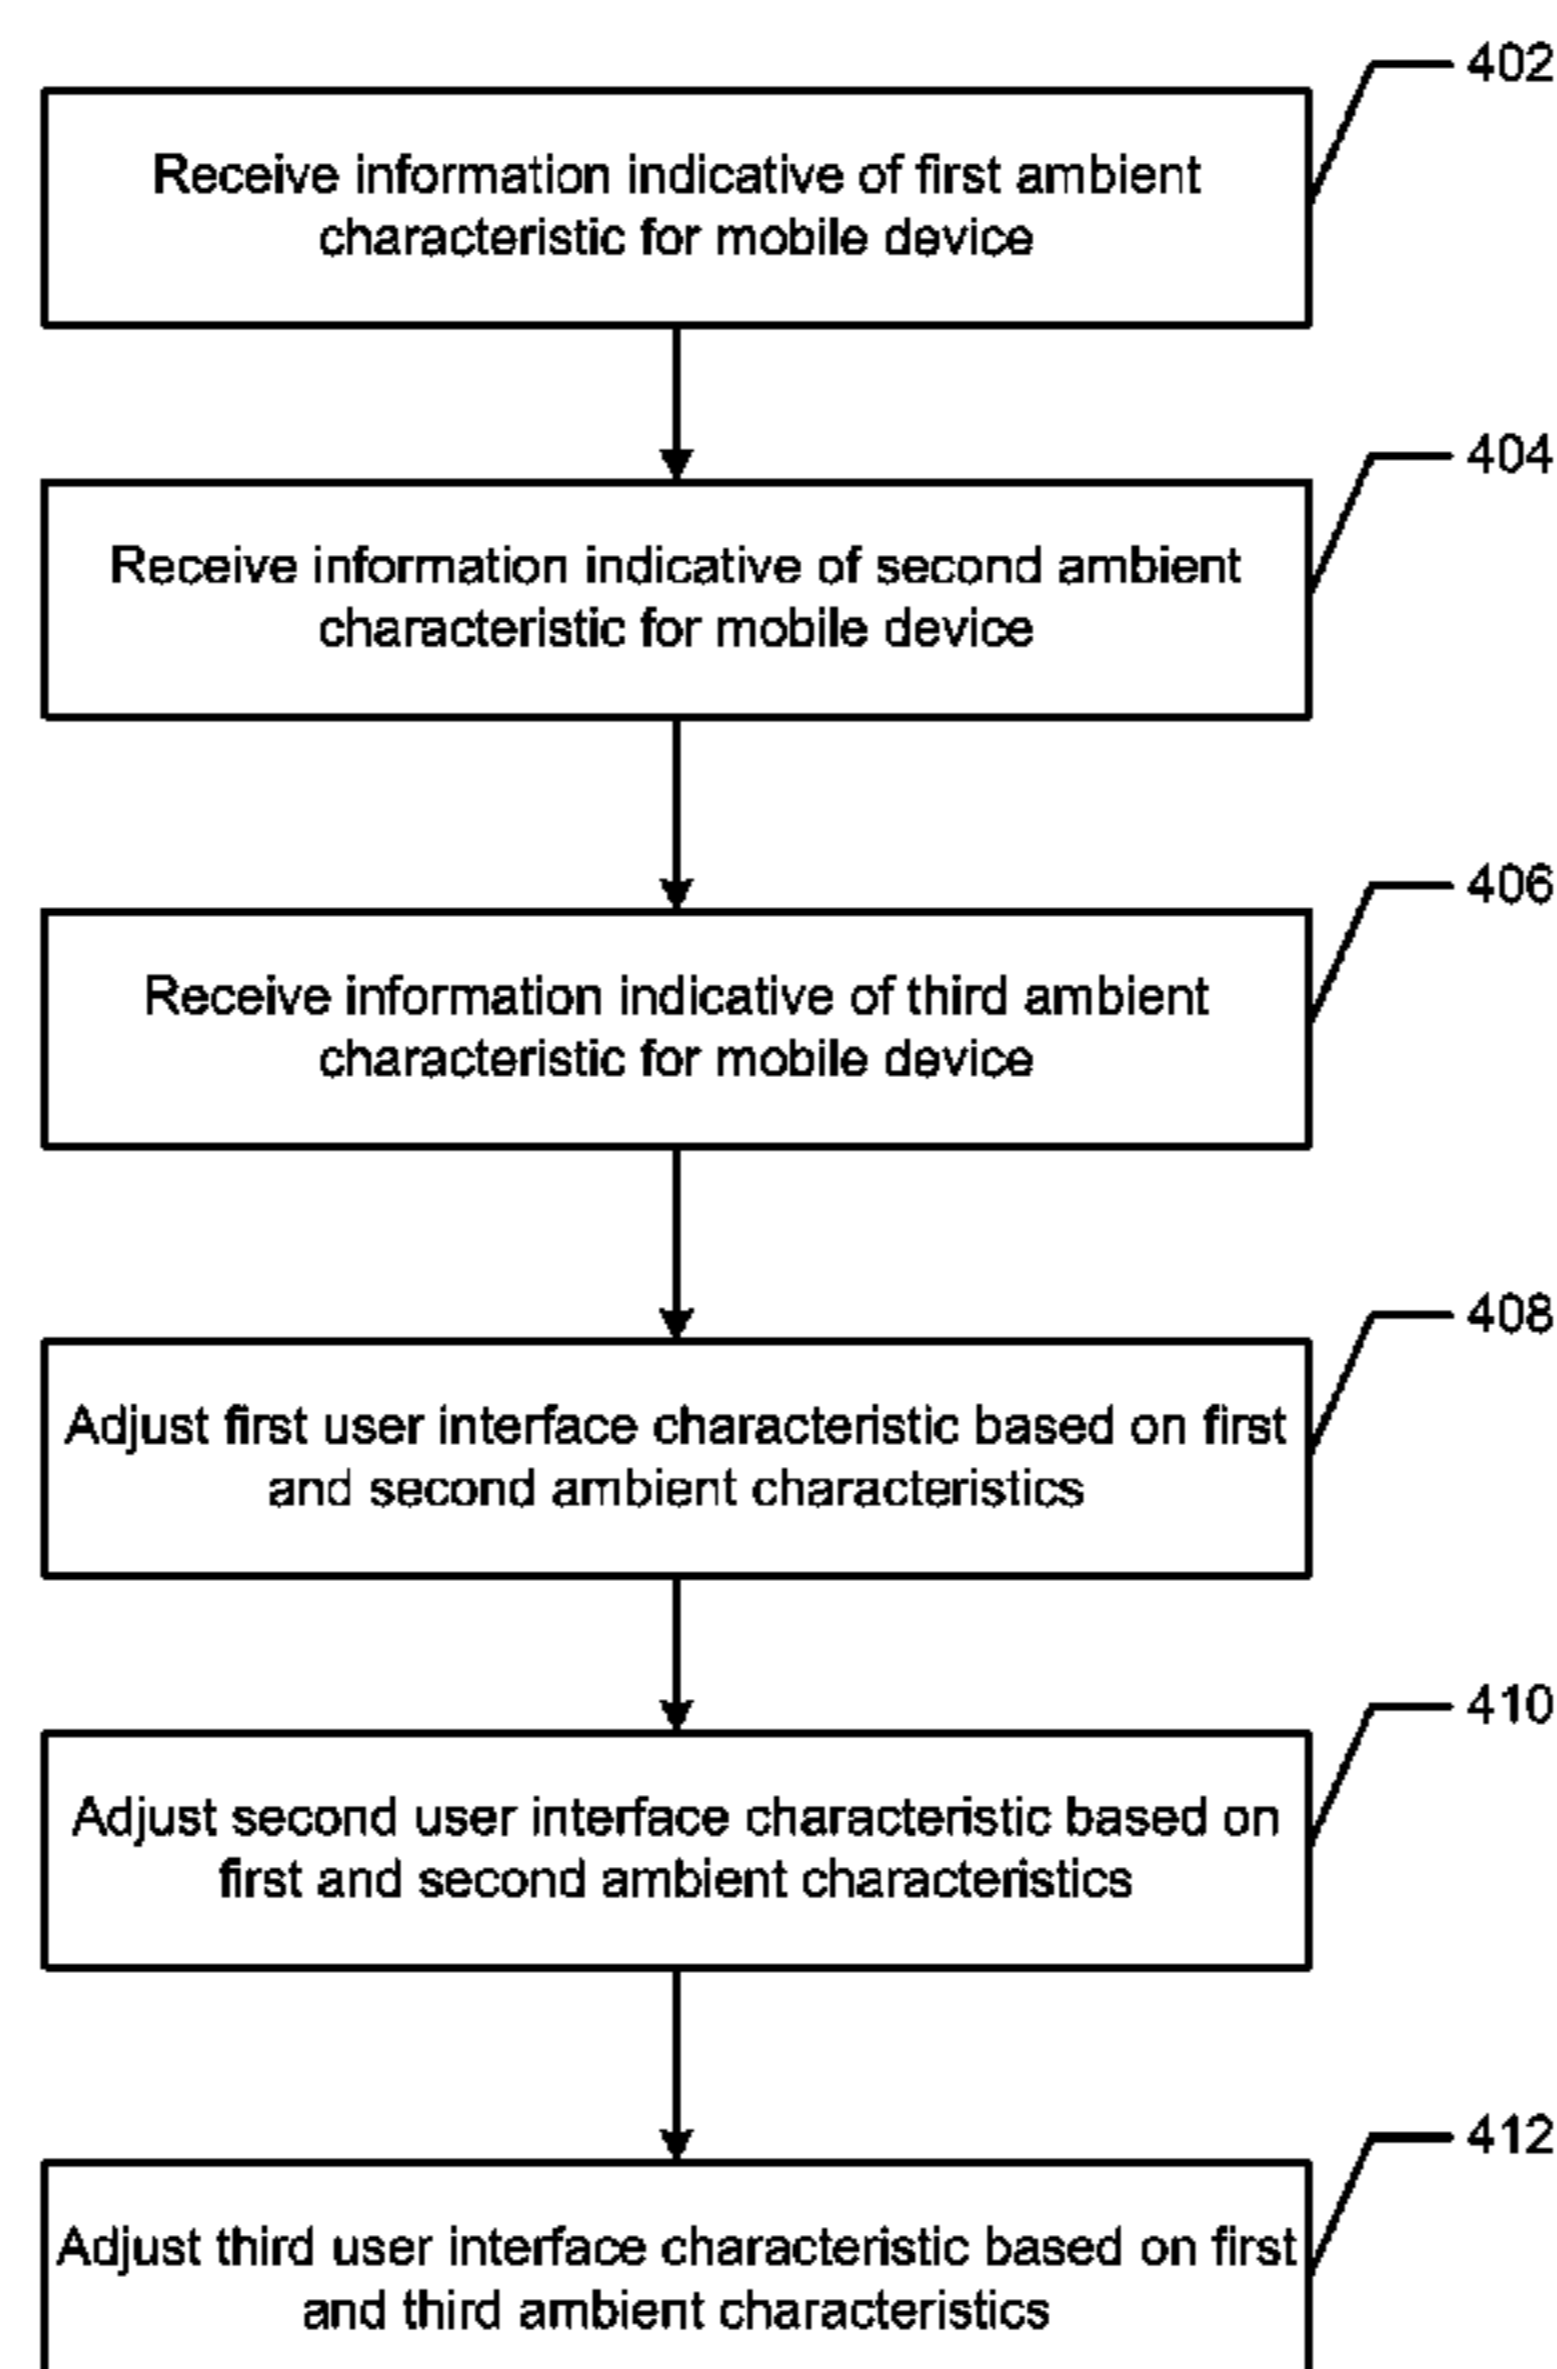 402
Receive information indicative of first ambient
characteristic for mobile device
404
Receive information indicative of second ambient
characteristic for mobile device
406
Receive information indicative of third ambient
characteristic for mobile device
408
Adjust first user interface characteristic based on first
and second ambient characteristics
410
Adjust second user interface characteristic based on
first and second ambient characteristics
412
Adjust third user interface characteristic based on first
and third ambient characteristics